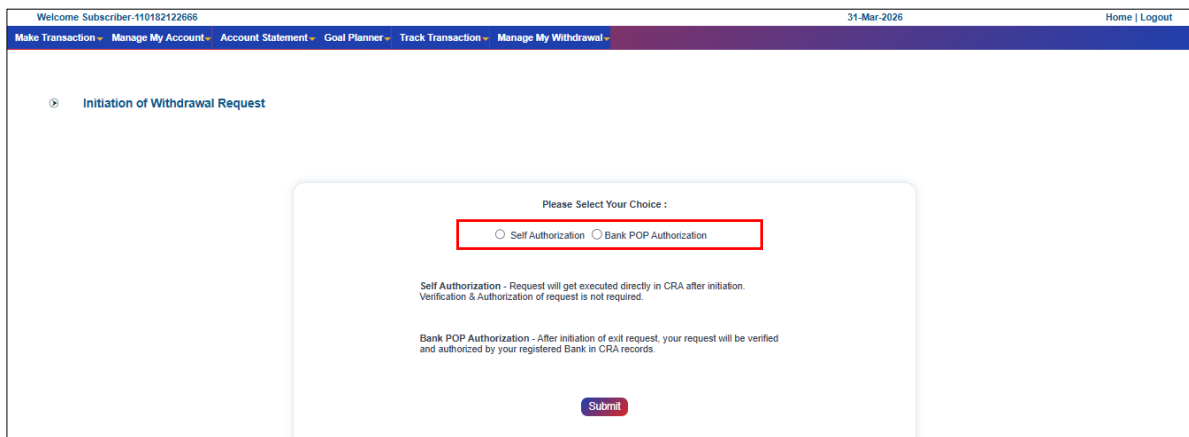 Welcome Subscriber-110182122666 31-Mar-2026 Home | Logout
Make Transaction Manage My Account Account Statement Goal Planner Track Transaction Manage My Withdrawal
Initiation of Withdrawal Request
Please Select Your Choice :
Self Authorization Bank POP Authorization
Self Authorization - Request will get executed directly in CRA after initiation.
Verification & Authorization of request is not required.
Bank POP Authorization - After initiation of exit request, your request will be verified
and authorized by your registered Bank in CRA records.
Submit